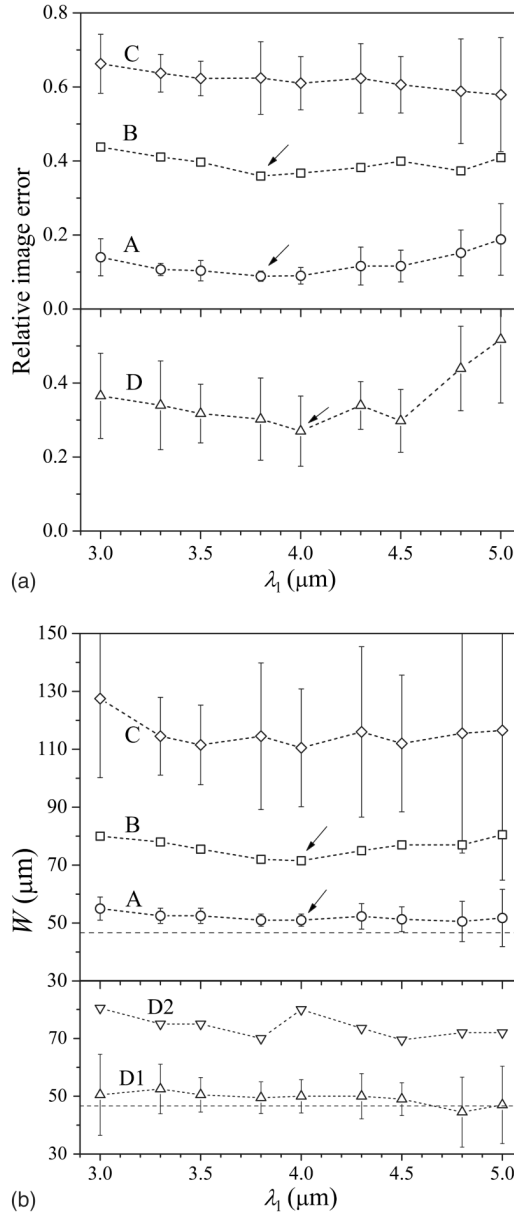 0.8
C
0.6
B
0.4
0.2
A
0.0
Relative image error
0.4
D
0.2
0.0
3.0 3.5 4.0 4.5 5.0
(a)
λ₁ (μm)
150
130
110
C
90
B
70
A
50
30
W (μm)
D2
70
D1
50
30
3.0 3.5 4.0 4.5 5.0
(b)
λ₁ (μm)